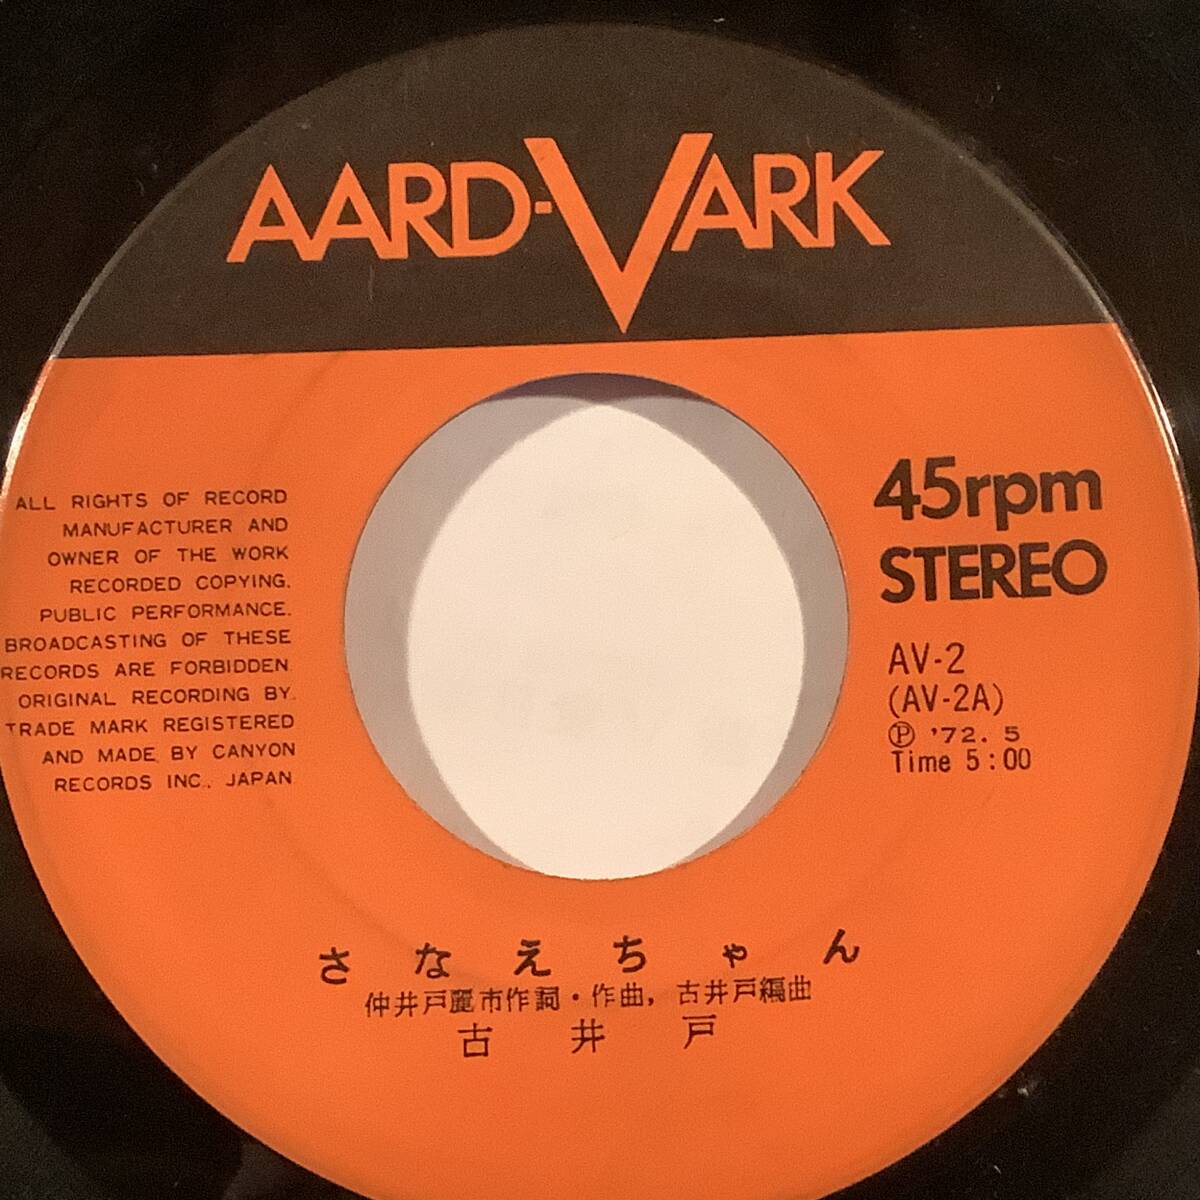 AARD-VARK
ALL RIGHTS OF RECORD
MANUFACTURER AND
OWNER OF THE WORK
RECORDED COPYING.
PUBLIC PERFORMANCE.
BROADCASTING OF THESE
RECORDS ARE FORBIDDEN.
ORIGINAL RECORDING BY.
TRADE MARK REGISTERED
AND MADE BY CANYON
RECORDS INC., JAPAN
45rpm
STEREO
AV-2
(AV-2A)
Ⓟ '72. 5
Time 5:00
さなえちゃん
仲井戸麗市作詞・作曲, 古井戸編曲
古井戸